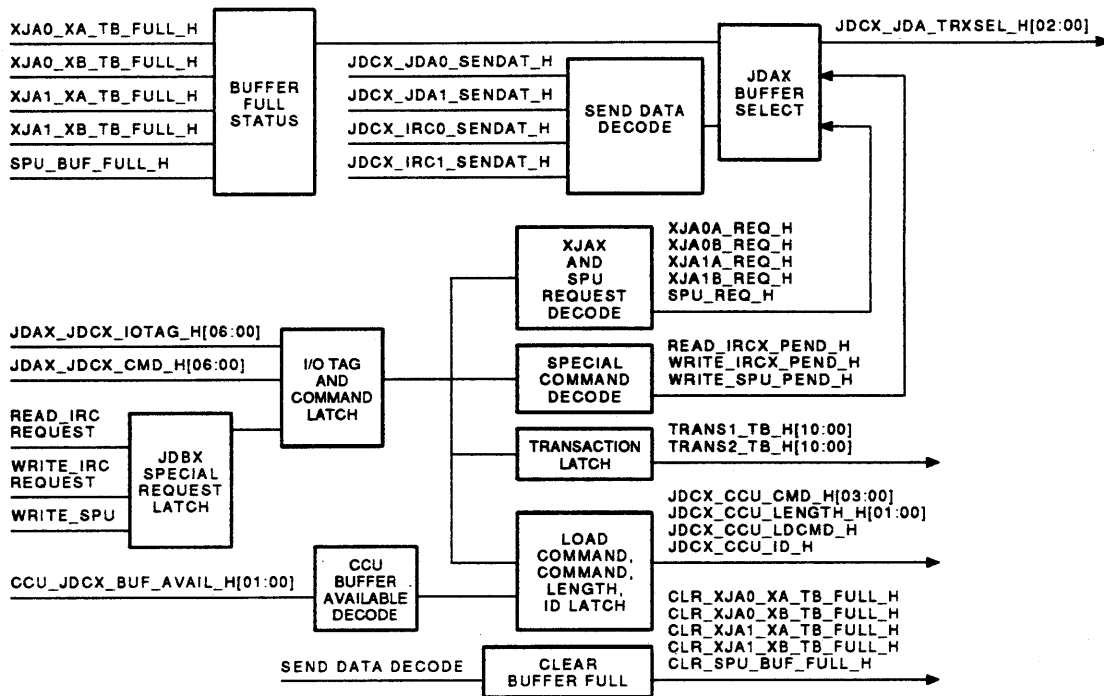 XJA0_XA_TB_FULL_H
XJA0_XB_TB_FULL_H
XJA1_XA_TB_FULL_H
XJA1_XB_TB_FULL_H
SPU_BUF_FULL_H
BUFFER
FULL
STATUS
JDCX_JDA0_SENDAT_H
JDCX_JDA1_SENDAT_H
JDCX_IRC0_SENDAT_H
JDCX_IRC1_SENDAT_H
SEND DATA
DECODE
JDAX
BUFFER
SELECT
JDCX_JDA_TRXSEL_H[02:00]
XJAX
AND
SPU
REQUEST
DECODE
XJA0A_REQ_H
XJA0B_REQ_H
XJA1A_REQ_H
XJA1B_REQ_H
SPU_REQ_H
JDAX_JDCX_IOTAG_H[06:00]
JDAX_JDCX_CMD_H[06:00]
I/O TAG
AND
COMMAND
LATCH
SPECIAL
COMMAND
DECODE
READ_IRCX_PEND_H
WRITE_IRCX_PEND_H
WRITE_SPU_PEND_H
READ_IRC
REQUEST
WRITE_IRC
REQUEST
WRITE_SPU
JDBX
SPECIAL
REQUEST
LATCH
TRANSACTION
LATCH
TRANS1_TB_H[10:00]
TRANS2_TB_H[10:00]
CCU_JDCX_BUF_AVAIL_H[01:00]
CCU
BUFFER
AVAILABLE
DECODE
LOAD
COMMAND,
COMMAND,
LENGTH,
ID LATCH
JDCX_CCU_CMD_H[03:00]
JDCX_CCU_LENGTH_H[01:00]
JDCX_CCU_LDCMD_H
JDCX_CCU_ID_H
SEND DATA DECODE
CLEAR
BUFFER FULL
CLR_XJA0_XA_TB_FULL_H
CLR_XJA0_XB_TB_FULL_H
CLR_XJA1_XA_TB_FULL_H
CLR_XJA1_XB_TB_FULL_H
CLR_SPU_BUF_FULL_H